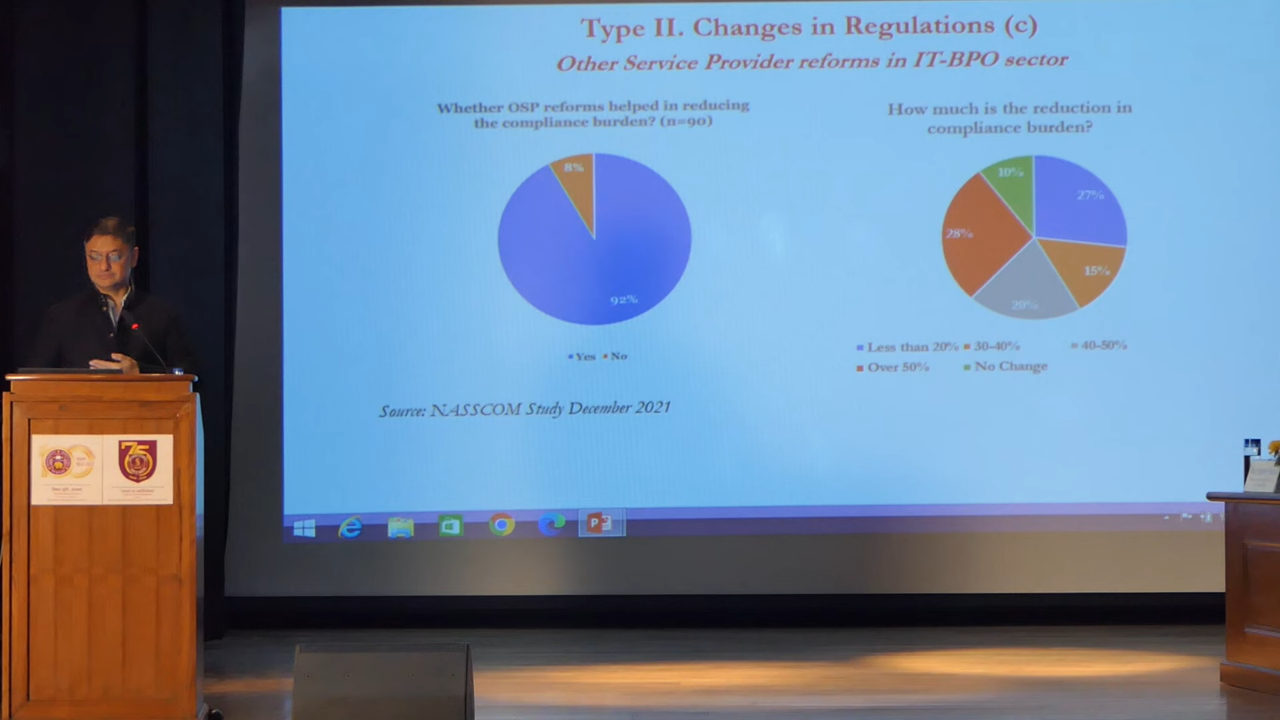 Type II. Changes in Regulations (c)
Other Service Provider reforms in IT-BPO sector
Whether OSP reforms helped in reducing
the compliance burden? (n=90)
8%
92%
Yes No
Source: NASSCOM Study December 2021
How much is the reduction in
compliance burden?
10%
27%
28%
15%
20%
Less than 20% 30-40% 40-50%
Over 50% No Change
100
75